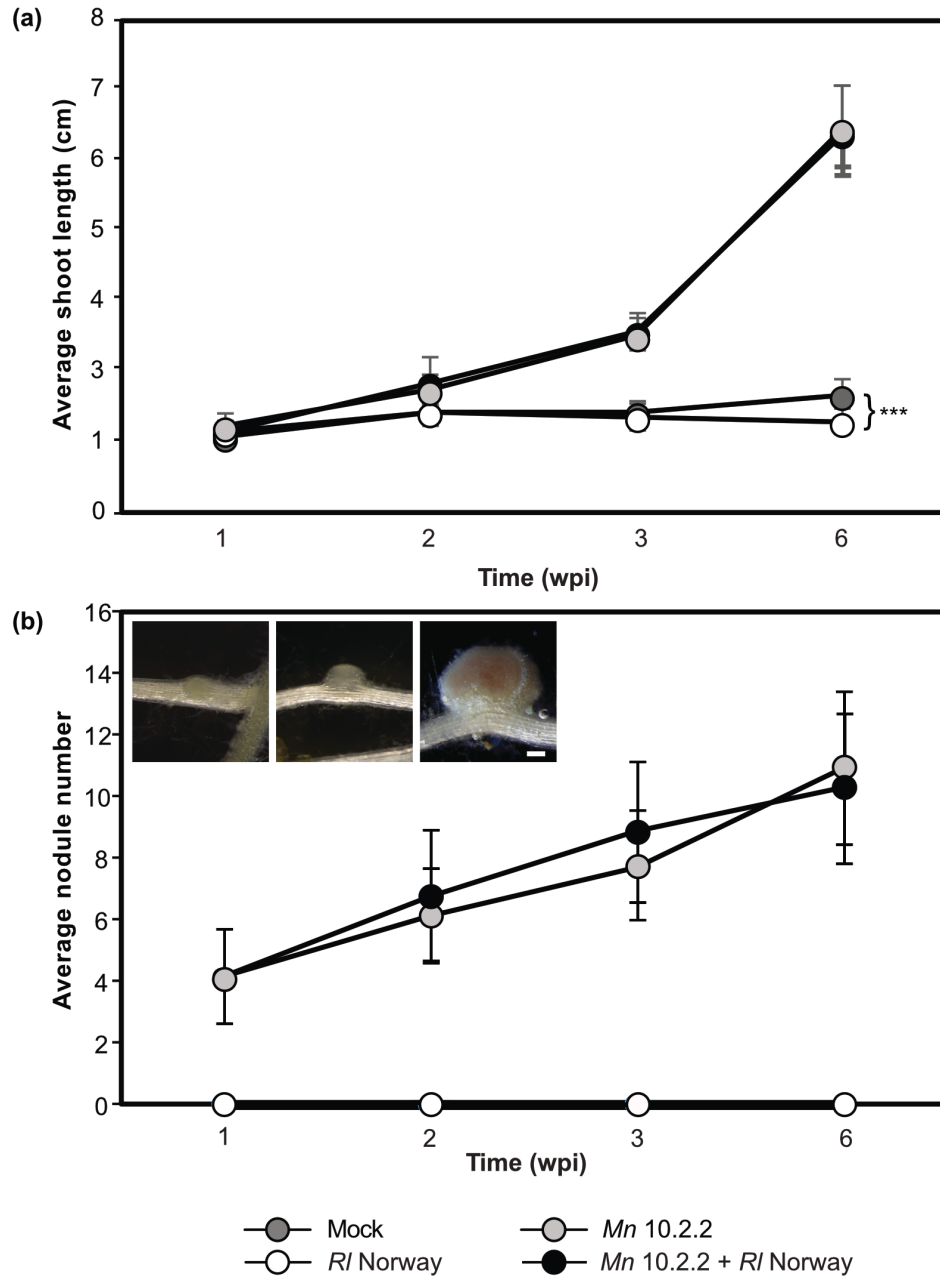 (a)
Average shoot length (cm)
8
7
6
5
4
3
1
0
1 2 3 6
Time (wpi)
***
(b)
Average nodule number
16
14
12
10
8
6
4
2
0
1 2 3 6
Time (wpi)
Mock Mn 10.2.2
Rl Norway Mn 10.2.2 + Rl Norway